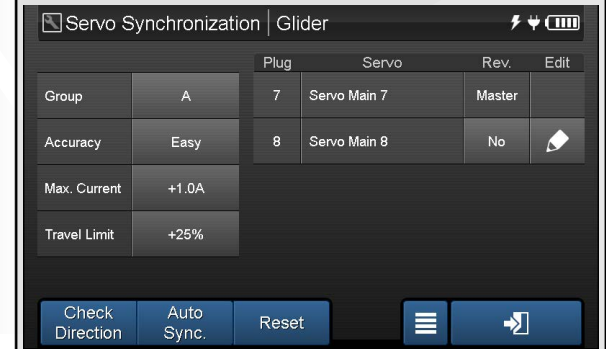 Servo Synchronization | Glider
Plug Servo Rev. Edit
Group A 7 Servo Main 7 Master
Accuracy Easy 8 Servo Main 8 No
Max. Current +1.0A
Travel Limit +25%
Check Direction
Auto Sync.
Reset